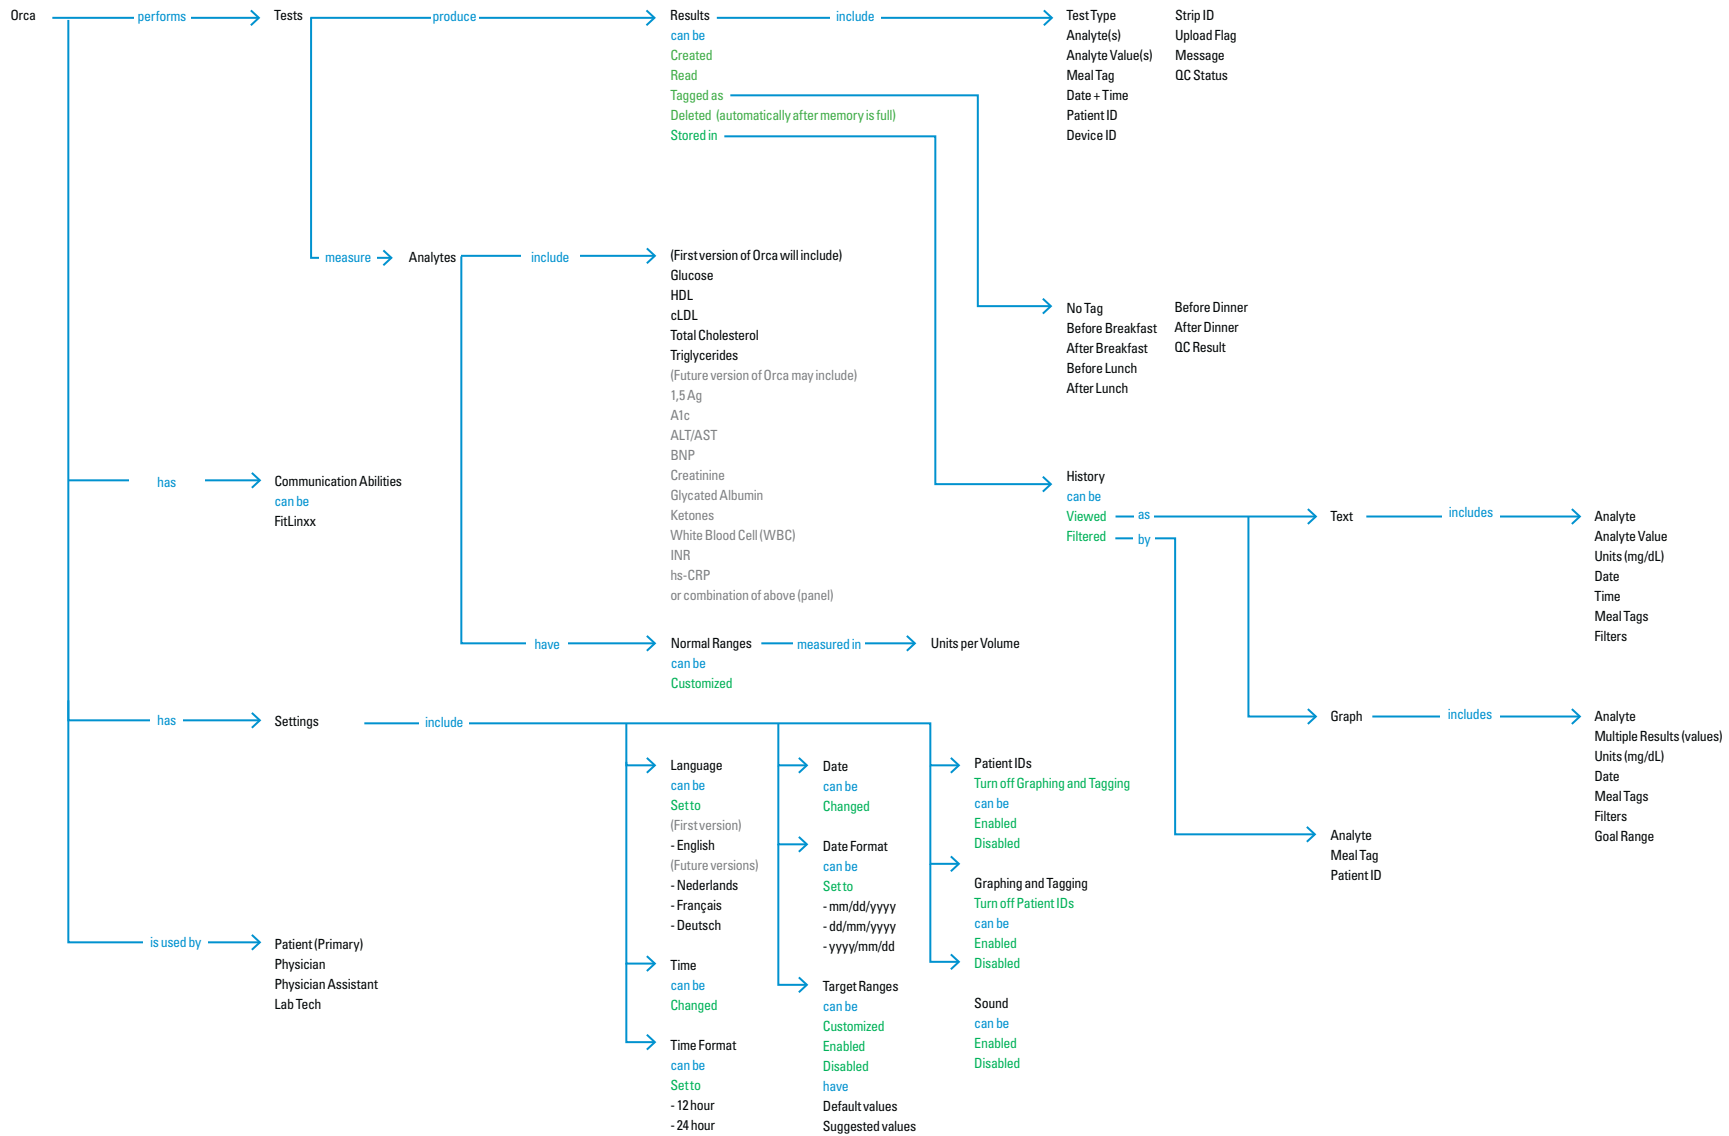 Orca
performs
Tests
produce
Results
can be
Created
Read
Tagged as
Deleted (automatically after memory is full)
Stored in
include
Test Type
Analyte(s)
Analyte Value(s)
Meal Tag
Date + Time
Patient ID
Device ID
Strip ID
Upload Flag
Message
QC Status
measure
Analytes
include
(First version of Orca will include)
Glucose
HDL
cLDL
Total Cholesterol
Triglycerides
(Future version of Orca may include)
1,5 Ag
A1c
ALT/AST
BNP
Creatinine
Glycated Albumin
Ketones
White Blood Cell (WBC)
INR
hs-CRP
or combination of above (panel)
No Tag
Before Breakfast
After Breakfast
Before Lunch
After Lunch
Before Dinner
After Dinner
QC Result
has
Communication Abilities
can be
FitLinxx
History
can be
Viewed
Filtered
as
by
Text
includes
Analyte
Analyte Value
Units (mg/dL)
Date
Time
Meal Tags
Filters
have
Normal Ranges
can be
Customized
measured in
Units per Volume
Graph
includes
Analyte
Multiple Results (values)
Units (mg/dL)
Date
Meal Tags
Filters
Goal Range
Analyte
Meal Tag
Patient ID
has
Settings
include
Language
can be
Set to
(First version)
- English
(Future versions)
- Nederlands
- Français
- Deutsch
Time
can be
Changed
Time Format
can be
Set to
- 12 hour
- 24 hour
Date
can be
Changed
Date Format
can be
Set to
- mm/dd/yyyy
- dd/mm/yyyy
- yyyy/mm/dd
Target Ranges
can be
Customized
Enabled
Disabled
have
Default values
Suggested values
Patient IDs
Turn off Graphing and Tagging
can be
Enabled
Disabled
Graphing and Tagging
Turn off Patient IDs
can be
Enabled
Disabled
Sound
can be
Enabled
Disabled
is used by
Patient (Primary)
Physician
Physician Assistant
Lab Tech